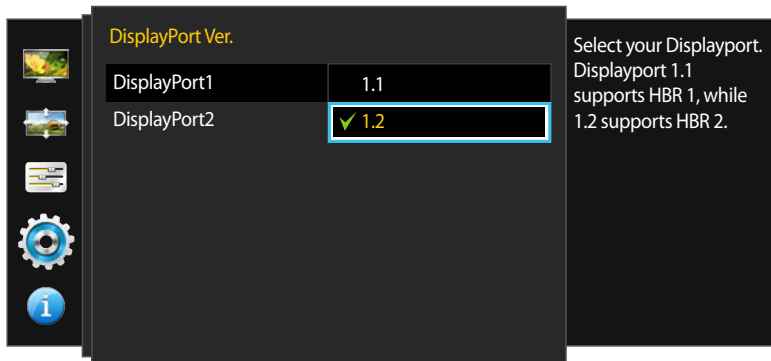 DisplayPort Ver.
DisplayPort1 1.1
DisplayPort2 1.2
Select your Displayport.
Displayport 1.1
supports HBR 1, while
1.2 supports HBR 2.